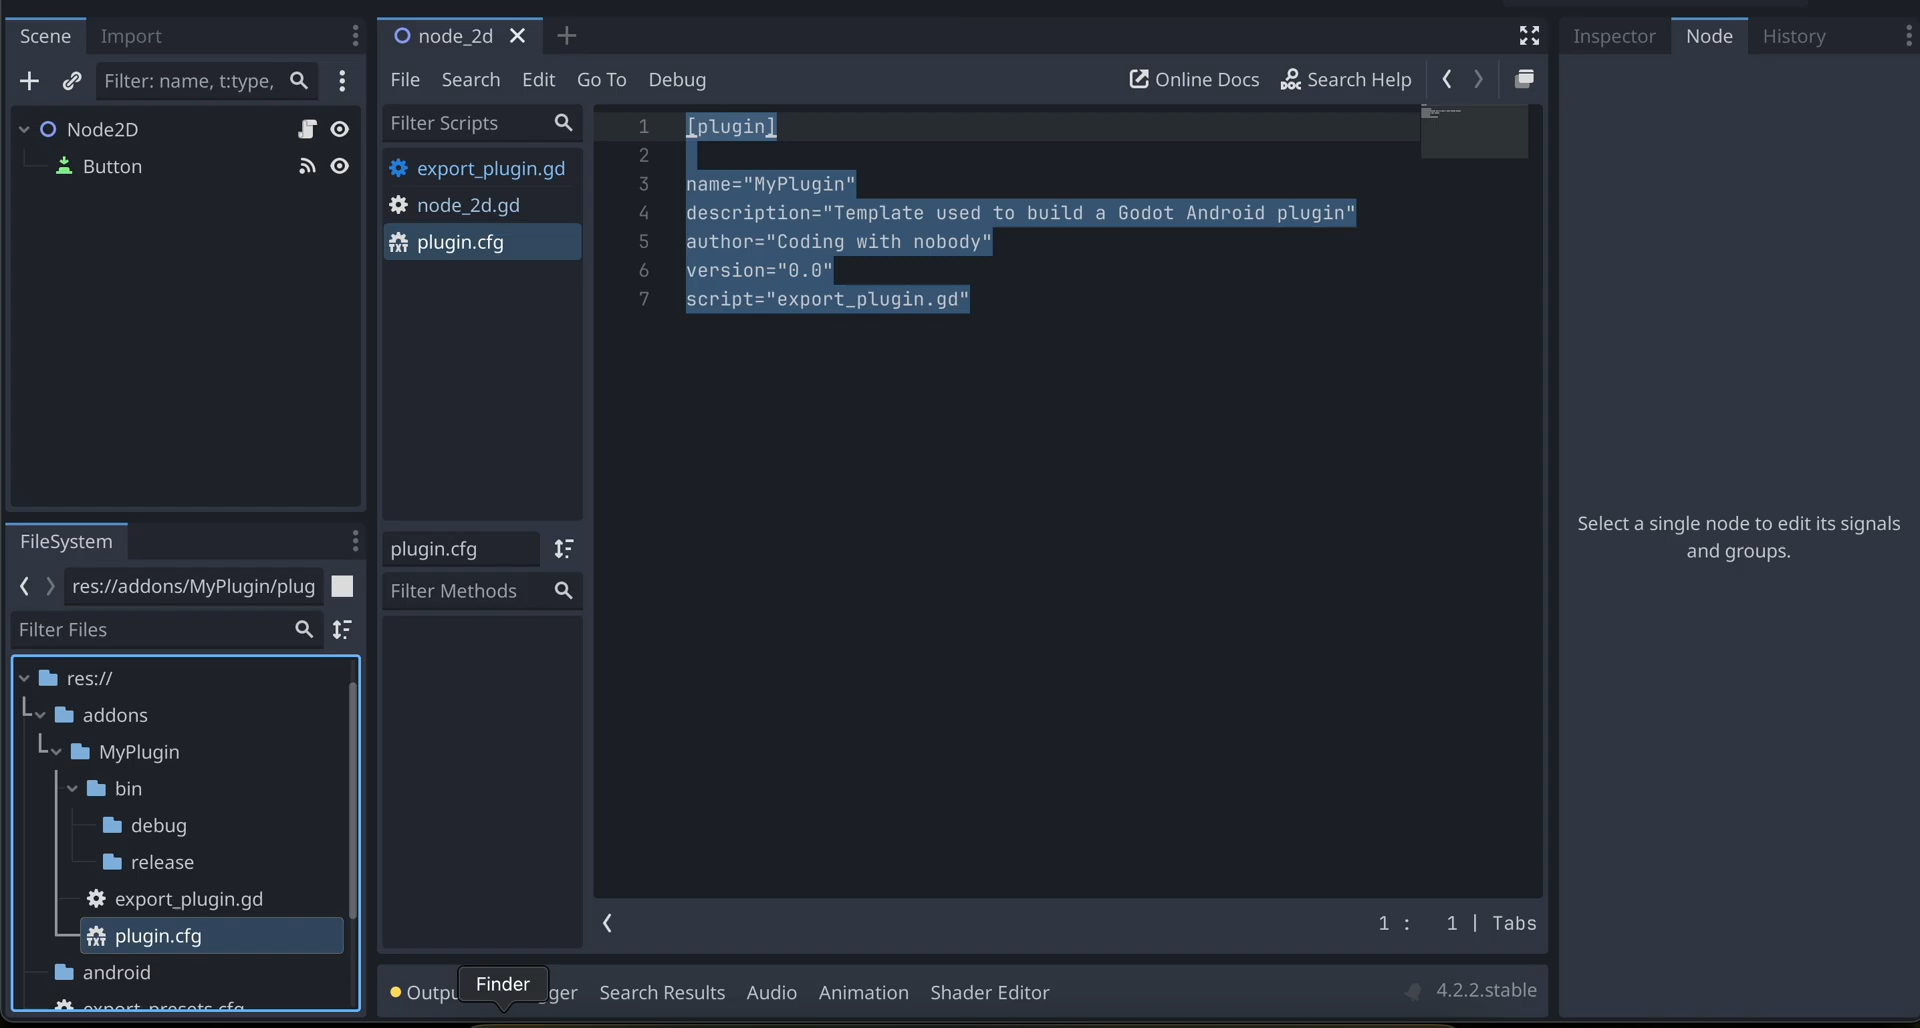 Scene Import
Filter: name, t:type,
Node2D
Button
FileSystem
res://addons/MyPlugin/plug
Filter Files
res://
addons
MyPlugin
bin
debug
release
export_plugin.gd
plugin.cfg
android
export_presets.cfg
node_2d
File Search Edit Go To Debug
Online Docs Search Help
Filter Scripts
export_plugin.gd
node_2d.gd
plugin.cfg
plugin.cfg
Filter Methods
1 [plugin]
2
3 name="MyPlugin"
4 description="Template used to build a Godot Android plugin"
5 author="Coding with nobody"
6 version="0.0"
7 script="export_plugin.gd"
1 : 1 | Tabs
Outpu Finder gger Search Results Audio Animation Shader Editor
4.2.2.stable
Inspector Node History
Select a single node to edit its signals
and groups.